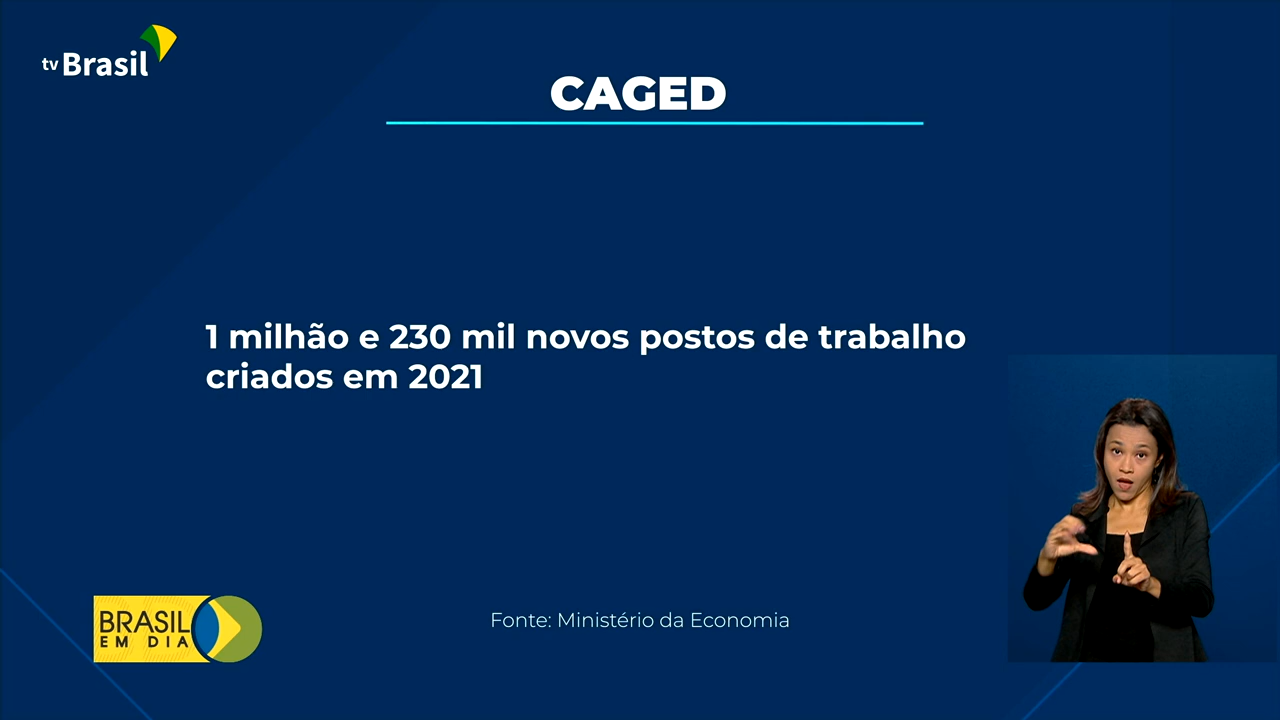 tv Brasil
CAGED
1 milhão e 230 mil novos postos de trabalho
criados em 2021
BRASIL
EM DIA
Fonte: Ministério da Economia